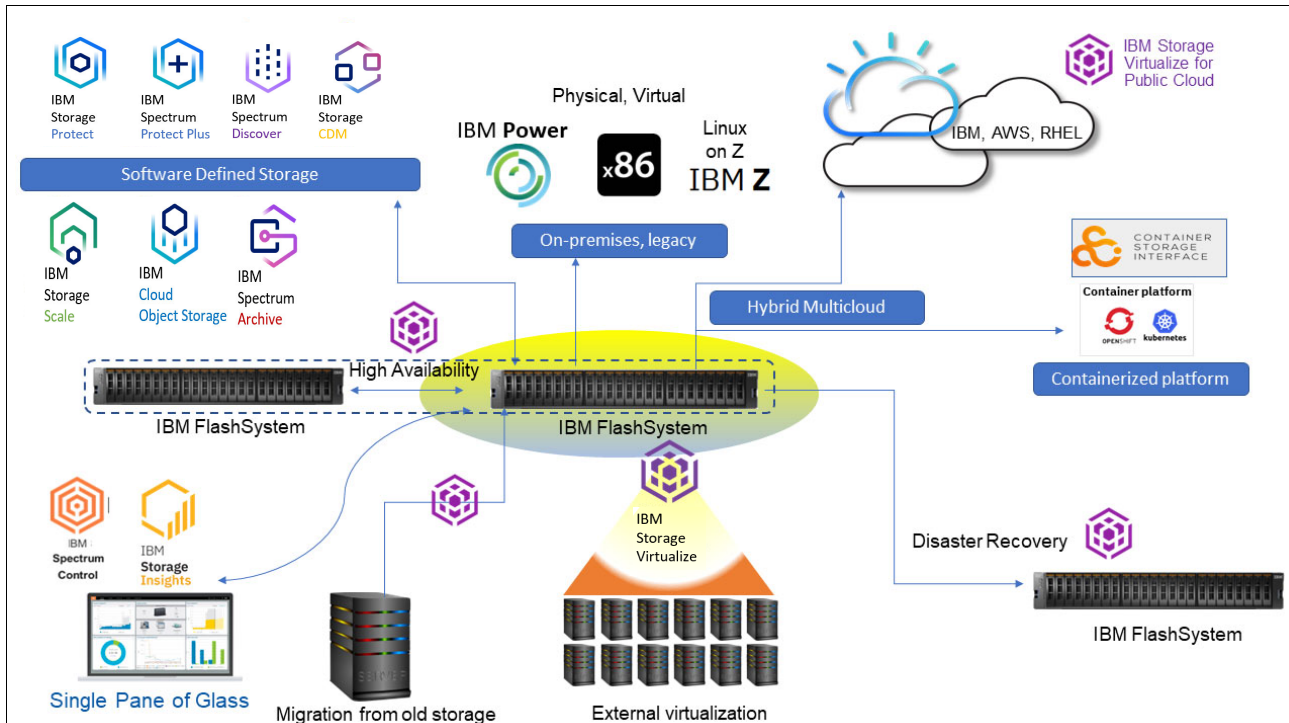 IBM
Storage
Protect
IBM
Spectrum
Protect Plus
IBM
Spectrum
Discover
IBM
Storage
CDM
Software Defined Storage
IBM
Storage
Scale
IBM
Cloud
Object Storage
IBM
Spectrum
Archive
Physical, Virtual
IBM Power
x86
Linux
on Z
IBM Z
On-premises, legacy
IBM Storage
Virtualize for
Public Cloud
IBM, AWS, RHEL
Hybrid Multicloud
CONTAINER
STORAGE
INTERFACE
Container platform
OPENSHIFT
kubernetes
Containerized platform
High Availability
IBM FlashSystem
IBM FlashSystem
IBM
Spectrum
Control
IBM
Storage
Insights
Single Pane of Glass
SERVER
Migration from old storage
IBM
Storage
Virtualize
External virtualization
Disaster Recovery
IBM FlashSystem